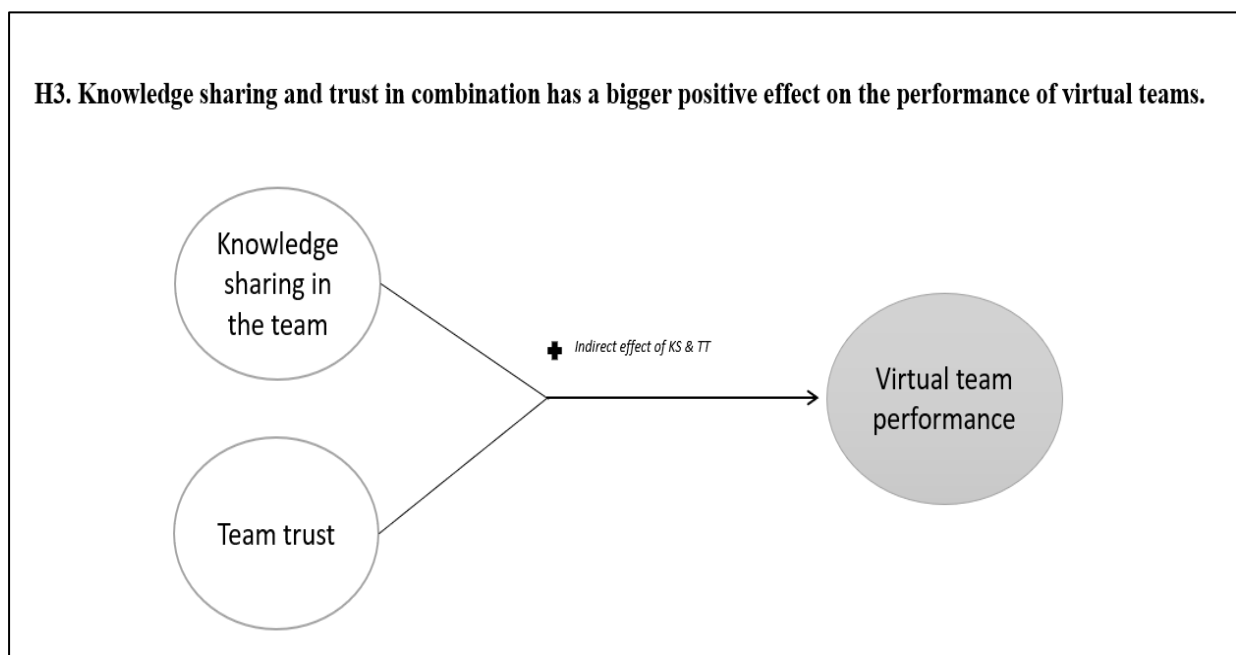 H3. Knowledge sharing and trust in combination has a bigger positive effect on the performance of virtual teams.
Knowledge
sharing in
the team
Indirect effect of KS & TT
Virtual team
performance
Team trust